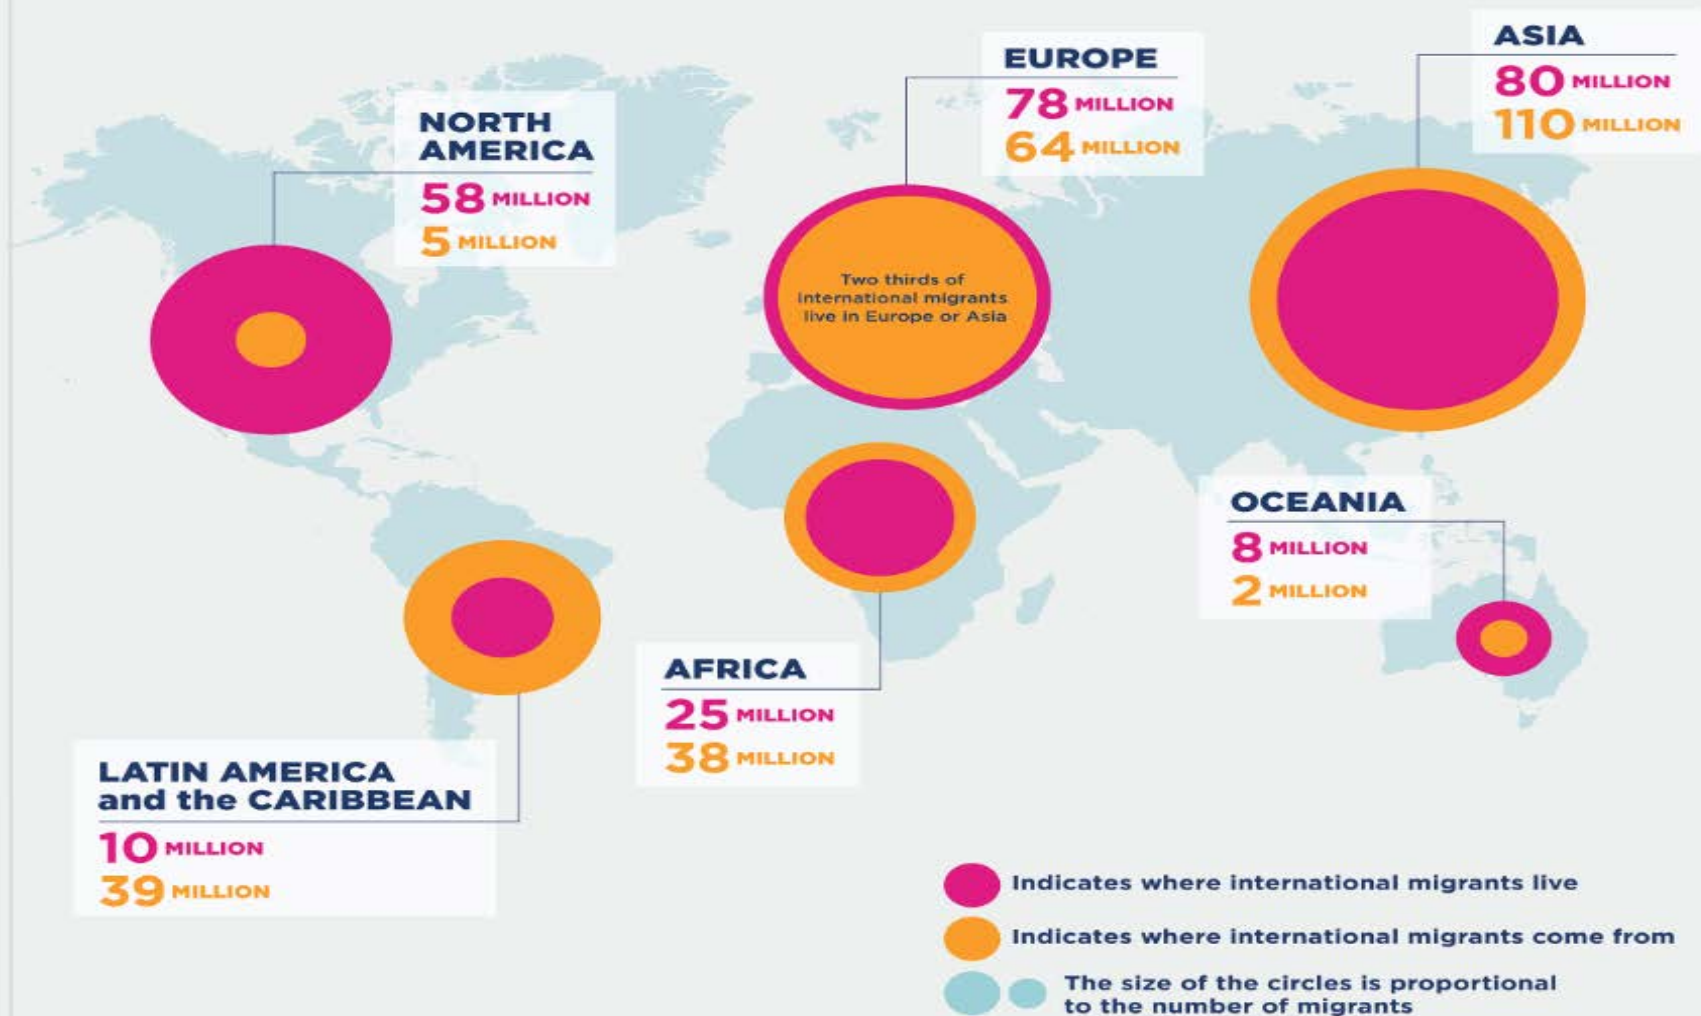 NORTH
AMERICA
58 MILLION
5 MILLION
EUROPE
78 MILLION
64 MILLION
Two thirds of
international migrants
live in Europe or Asia
ASIA
80 MILLION
110 MILLION
OCEANIA
8 MILLION
2 MILLION
AFRICA
25 MILLION
38 MILLION
LATIN AMERICA
and the CARIBBEAN
10 MILLION
39 MILLION
Indicates where international migrants live
Indicates where international migrants come from
The size of the circles is proportional
to the number of migrants